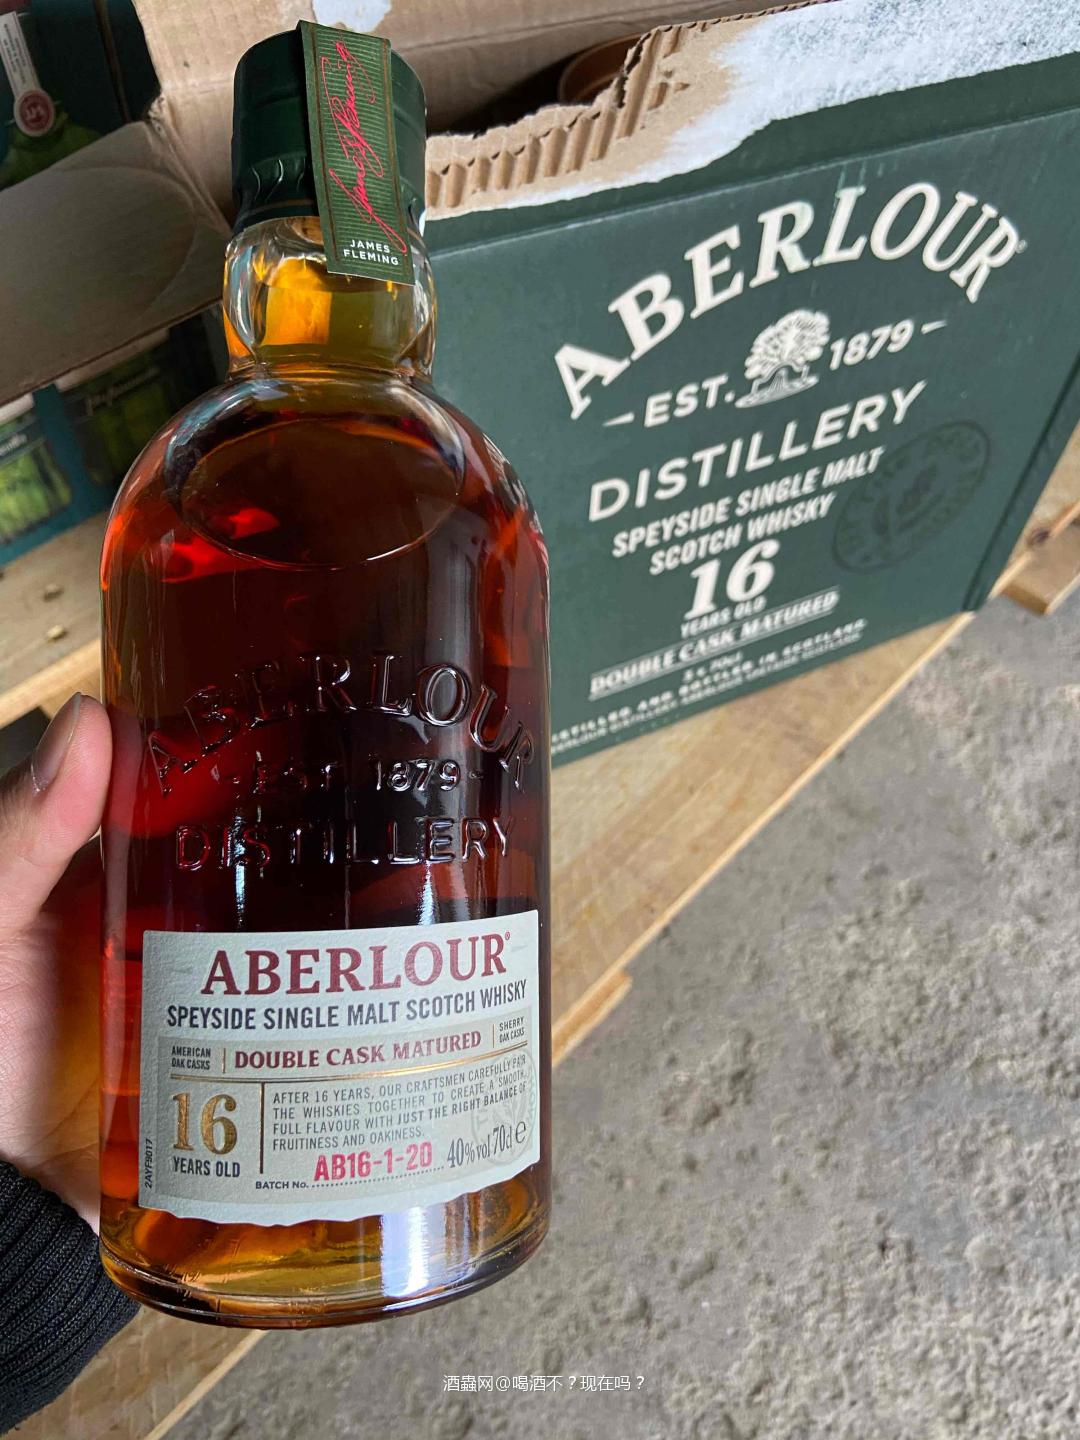 James Fleming
JAMES
FLEMING
ABERLOUR
EST. 1879
DISTILLERY
SPEYSIDE SINGLE MALT
SCOTCH WHISKY
16
YEARS OLD
DOUBLE CASK MATURED
DISTILLERY
ABERLOUR
EST 1879
DISTILLERY
ABERLOUR®
SPEYSIDE SINGLE MALT SCOTCH WHISKY
AMERICAN
OAK CASKS
DOUBLE CASK MATURED
SHERRY
OAK CASKS
16
YEARS OLD
AFTER 16 YEARS, OUR CRAFTSMEN CAREFULLY PAIR
THE WHISKIES TOGETHER TO CREATE A SMOOTH,
FULL FLAVOUR WITH JUST THE RIGHT BALANCE OF
FRUITINESS AND OAKINESS.
BATCH No. AB16-1-20
40%vol 70cl e
2AYF9017
酒蟲网@喝酒不？现在吗？